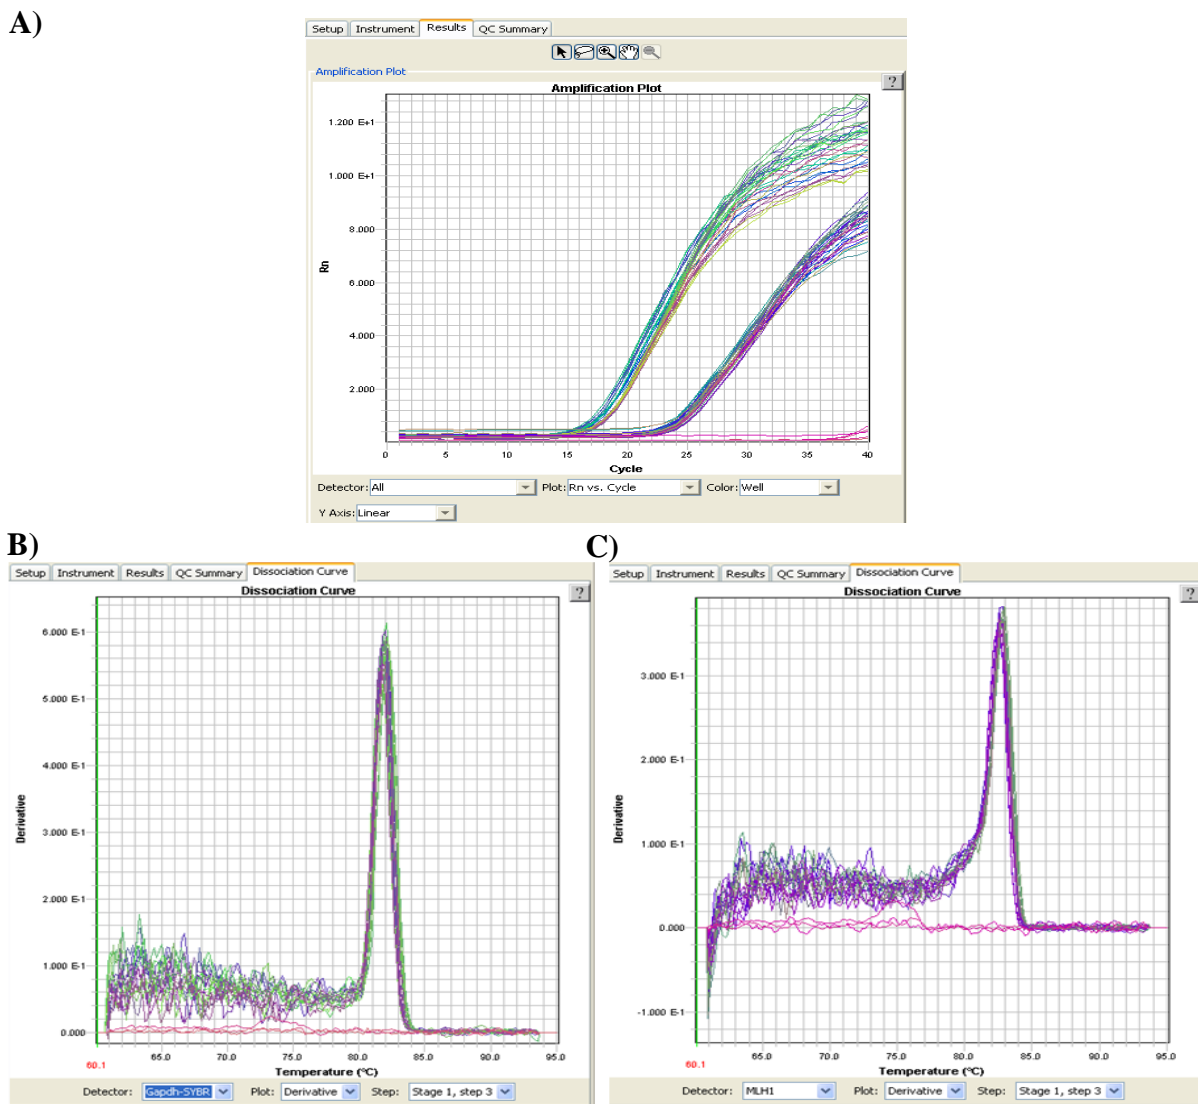 A)
Setup Instrument Results QC Summary
Amplification Plot
?
Amplification Plot
1.200 E+1
1.000 E+1
8.000
6.000
4.000
2.000
Rn
0 5 10 15 20 25 30 35 40
Cycle
Detector: All Plot: Rn vs. Cycle Color: Well
Y Axis: Linear
B)
Setup Instrument Results QC Summary Dissociation Curve
Dissociation Curve
?
6.000 E-1
5.000 E-1
4.000 E-1
3.000 E-1
2.000 E-1
1.000 E-1
0.000
Derivative
65.0 70.0 75.0 80.0 85.0 90.0 95.0
60.1
Temperature (°C)
Detector: Gapdh-SYBR Plot: Derivative Step: Stage 1, step 3
C)
Setup Instrument Results QC Summary Dissociation Curve
Dissociation Curve
?
3.000 E-1
2.000 E-1
1.000 E-1
0.000
-1.000 E-1
Derivative
65.0 70.0 75.0 80.0 85.0 90.0 95.0
60.1
Temperature (°C)
Detector: MLH1 Plot: Derivative Step: Stage 1, step 3